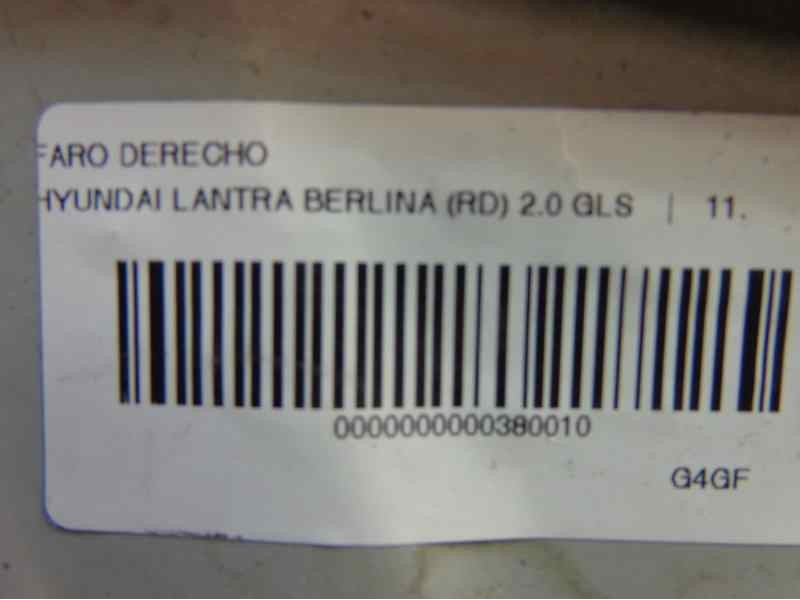 FARO DERECHO
HYUNDAI LANTRA BERLINA (RD) 2.0 GLS | 11.
0000000000380010
G4GF